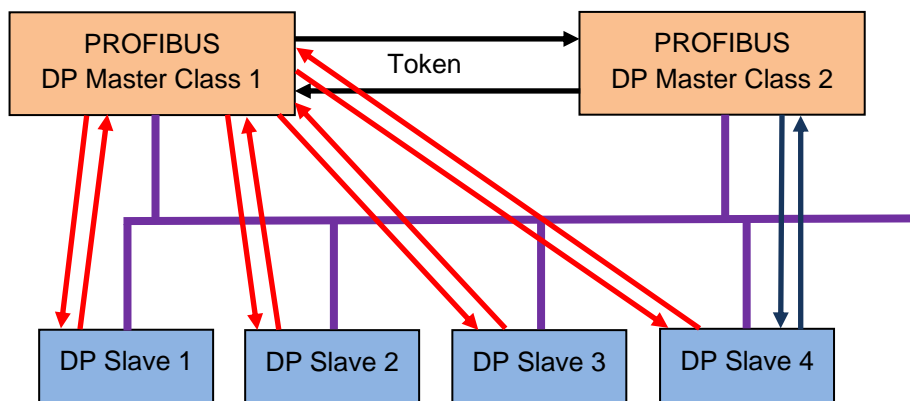 PROFIBUS
DP Master Class 1
Token
PROFIBUS
DP Master Class 2
DP Slave 1
DP Slave 2
DP Slave 3
DP Slave 4